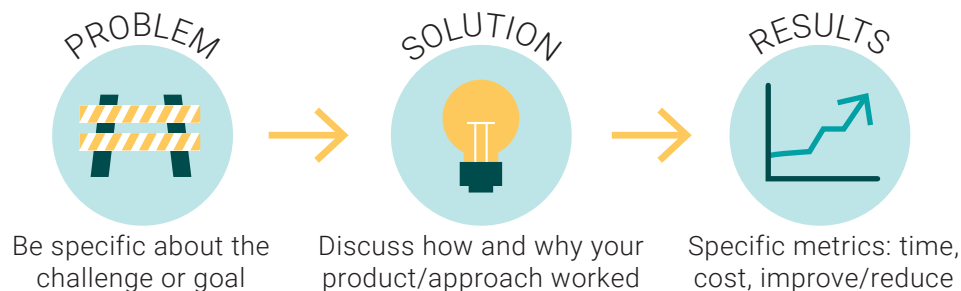 PROBLEM
Be specific about the
challenge or goal
SOLUTION
Discuss how and why your
product/approach worked
RESULTS
Specific metrics: time,
cost, improve/reduce